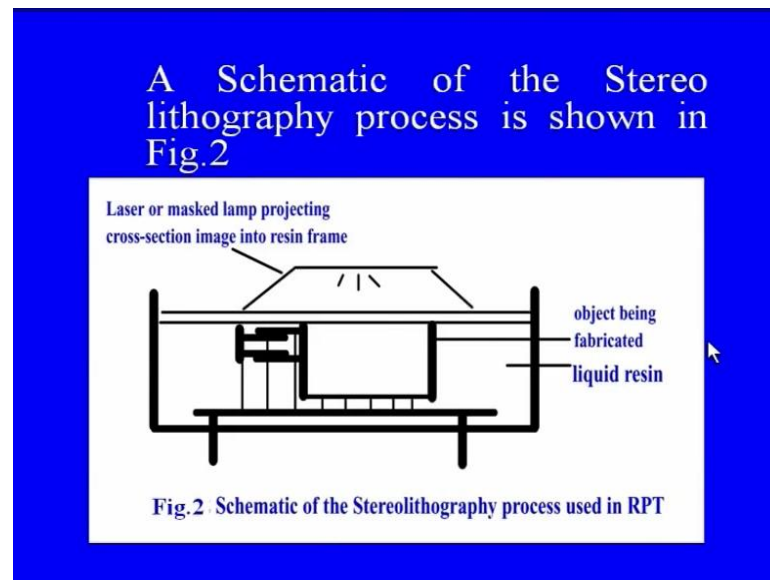 A Schematic of the Stereo
lithography process is shown in
Fig.2
Laser or masked lamp projecting
cross-section image into resin frame
object being
fabricated
liquid resin
Fig.2 Schematic of the Stereolithography process used in RPT